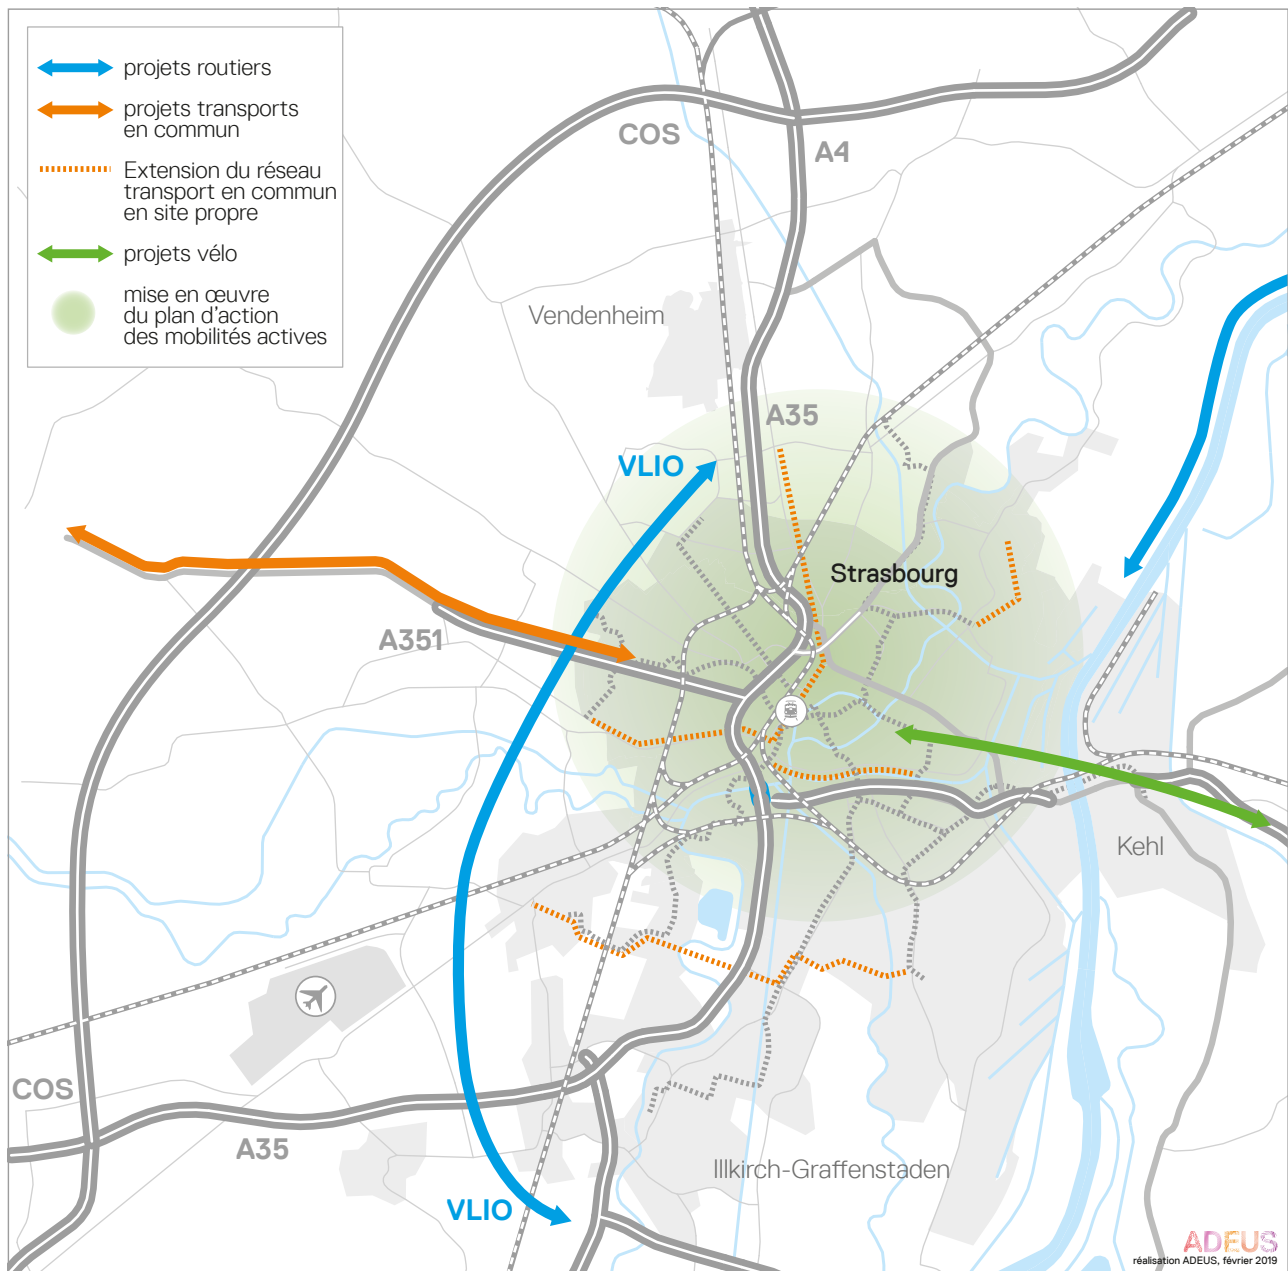 projets routiers
projets transports
en commun
Extension du réseau
transport en commun
en site propre
projets vélo
mise en œuvre
du plan d'action
des mobilités actives
COS
A4
Vendenheim
A35
VLIO
Strasbourg
A351
Kehl
COS
A35
Illkirch-Graffenstaden
VLIO
ADEUS
réalisation ADEUS, février 2019